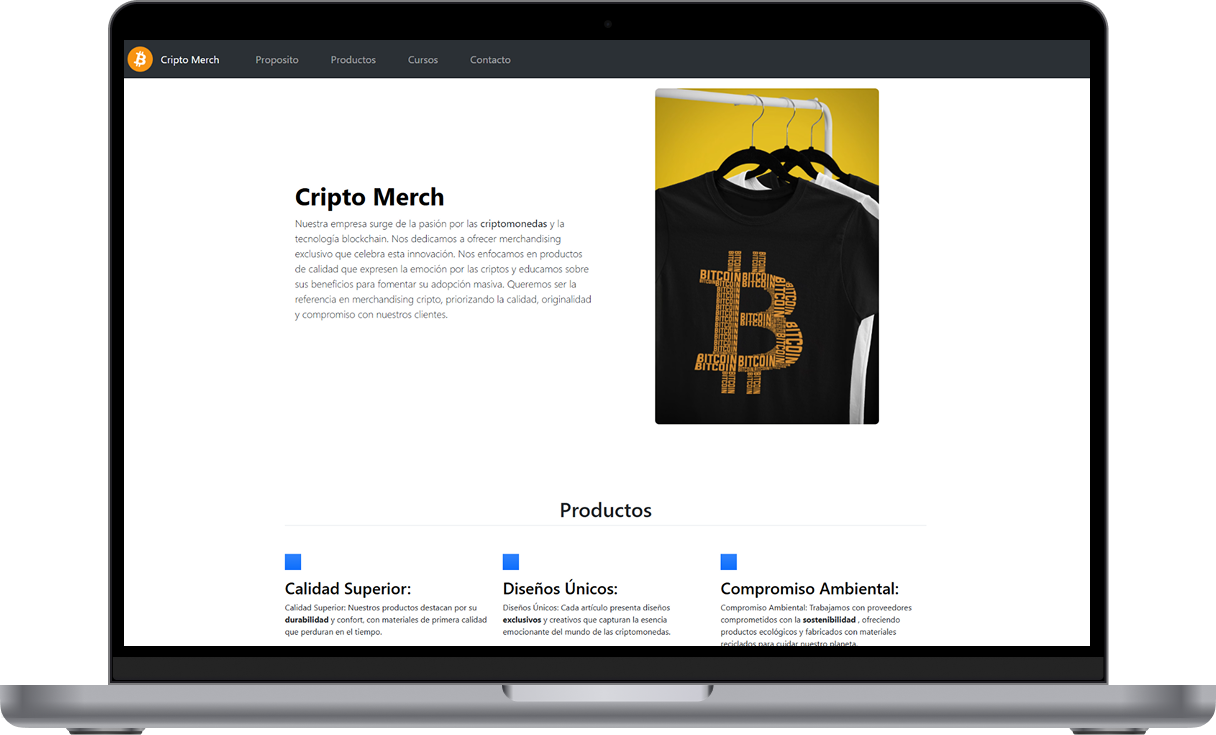 Cripto Merch Proposito Productos Cursos Contacto
Cripto Merch
Nuestra empresa surge de la pasión por las criptomonedas y la
tecnología blockchain. Nos dedicamos a ofrecer merchandising
exclusivo que celebra esta innovación. Nos enfocamos en productos
de calidad que expresen la emoción por las criptos y educamos sobre
sus beneficios para fomentar su adopción masiva. Queremos ser la
referencia en merchandising cripto, priorizando la calidad, originalidad
y compromiso con nuestros clientes.
BITCOIN BITCOIN
BITCOIN BITCOIN
BITCOIN
BITCOIN
BITCOIN
BITCOIN BITCOIN
BITCOIN BITCOIN
Productos
Calidad Superior:
Calidad Superior: Nuestros productos destacan por su
durabilidad y confort, con materiales de primera calidad
que perduran en el tiempo.
Diseños Únicos:
Diseños Únicos: Cada artículo presenta diseños
exclusivos y creativos que capturan la esencia
emocionante del mundo de las criptomonedas.
Compromiso Ambiental:
Compromiso Ambiental: Trabajamos con proveedores
comprometidos con la sostenibilidad , ofreciendo
productos ecológicos y fabricados con materiales
reciclados para cuidar nuestro planeta.